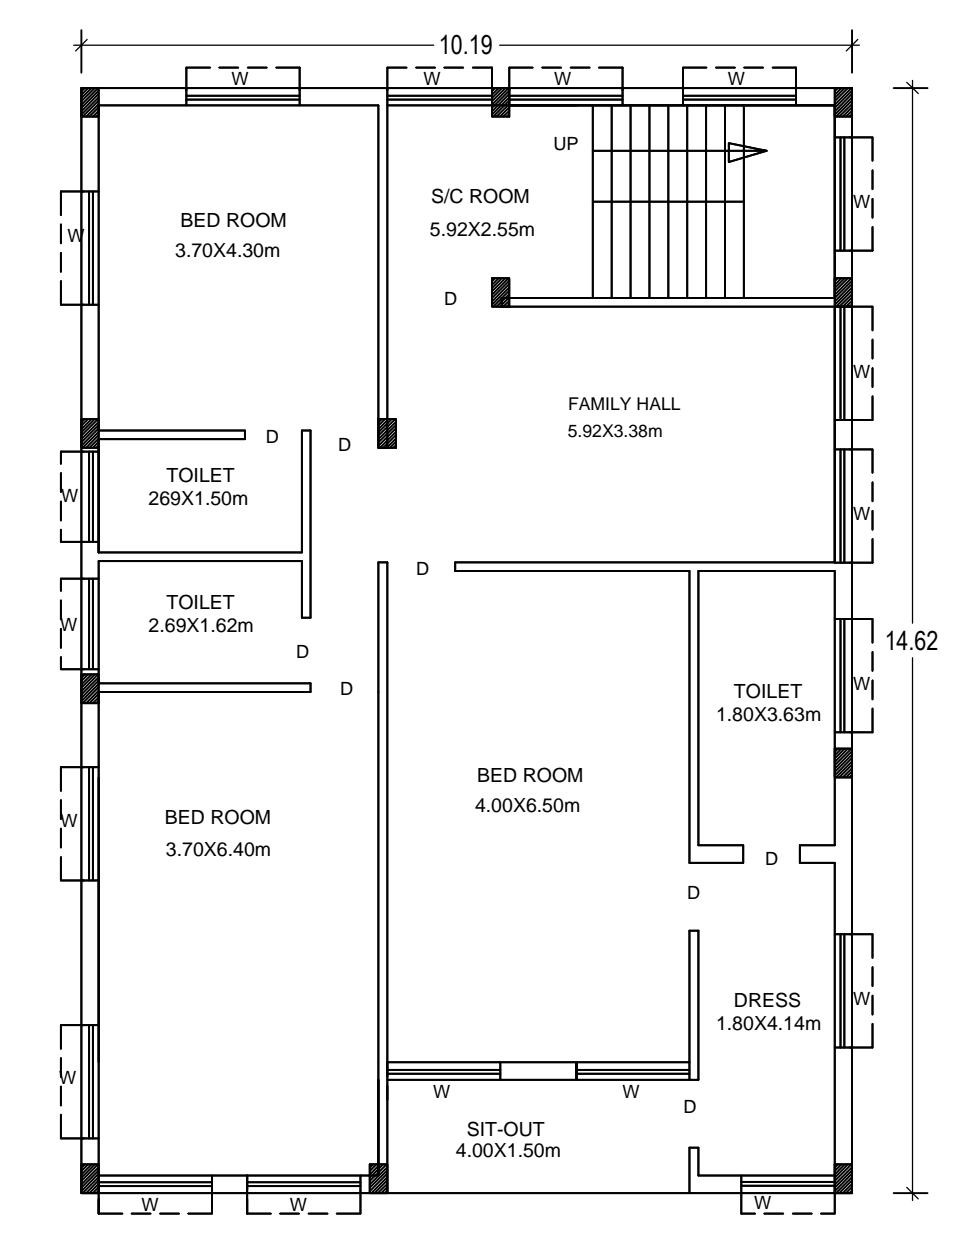 10.19
W
W
W
W
UP
S/C ROOM
5.92X2.55m
W
BED ROOM
3.70X4.30m
W
D
W
FAMILY HALL
5.92X3.38m
D
D
TOILET
269X1.50m
W
W
D
TOILET
2.69X1.62m
W
14.62
D
D
W
TOILET
1.80X3.63m
BED ROOM
4.00X6.50m
BED ROOM
3.70X6.40m
W
D
D
W
DRESS
1.80X4.14m
W
W
W
D
SIT-OUT
4.00X1.50m
W
W
W